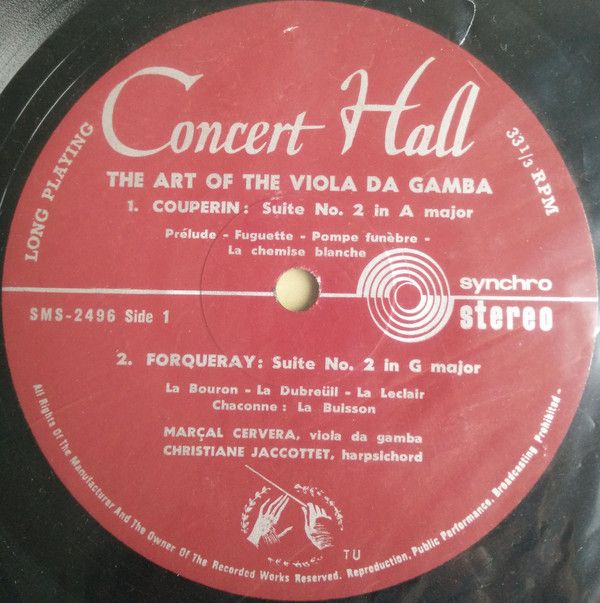 Concert Hall
LONG PLAYING
33 1/3 RPM
THE ART OF THE VIOLA DA GAMBA
1. COUPERIN: Suite No. 2 in A major
Prélude - Fuguette - Pompe funèbre -
La chemise blanche
synchro
stereo
SMS-2496 Side 1
2. FORQUERAY: Suite No. 2 in G major
La Bouron - La Dubreüil - La Leclair
Chaconne: La Buisson
MARÇAL CERVERA, viola da gamba
CHRISTIANE JACCOTTET, harpsichord
TU
All Rights Of The Manufacturer And The Owner Of The Recorded Works Reserved. Reproduction, Public Performance, Broadcasting Prohibited -